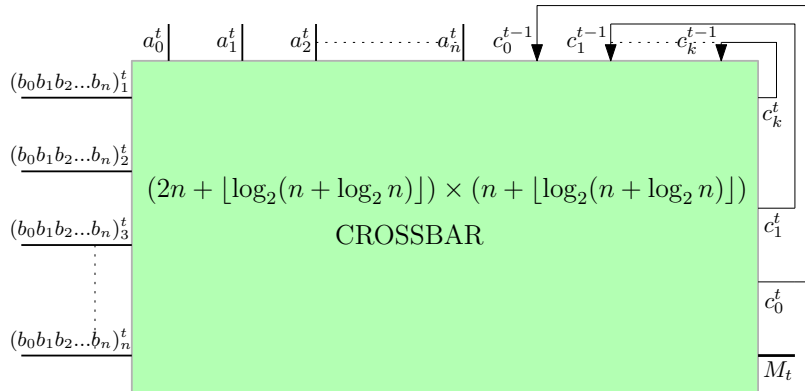 a_0^t a_1^t a_2^t a_n^t c_0^{t-1} c_1^{t-1} c_k^{t-1}
(b_0b_1b_2...b_n)_1^t
c_k^t
(b_0b_1b_2...b_n)_2^t
(2n + ⌊log_2(n + log_2 n)⌋) × (n + ⌊log_2(n + log_2 n)⌋)
(b_0b_1b_2...b_n)_3^t
c_1^t
CROSSBAR
c_0^t
(b_0b_1b_2...b_n)_n^t
M_t